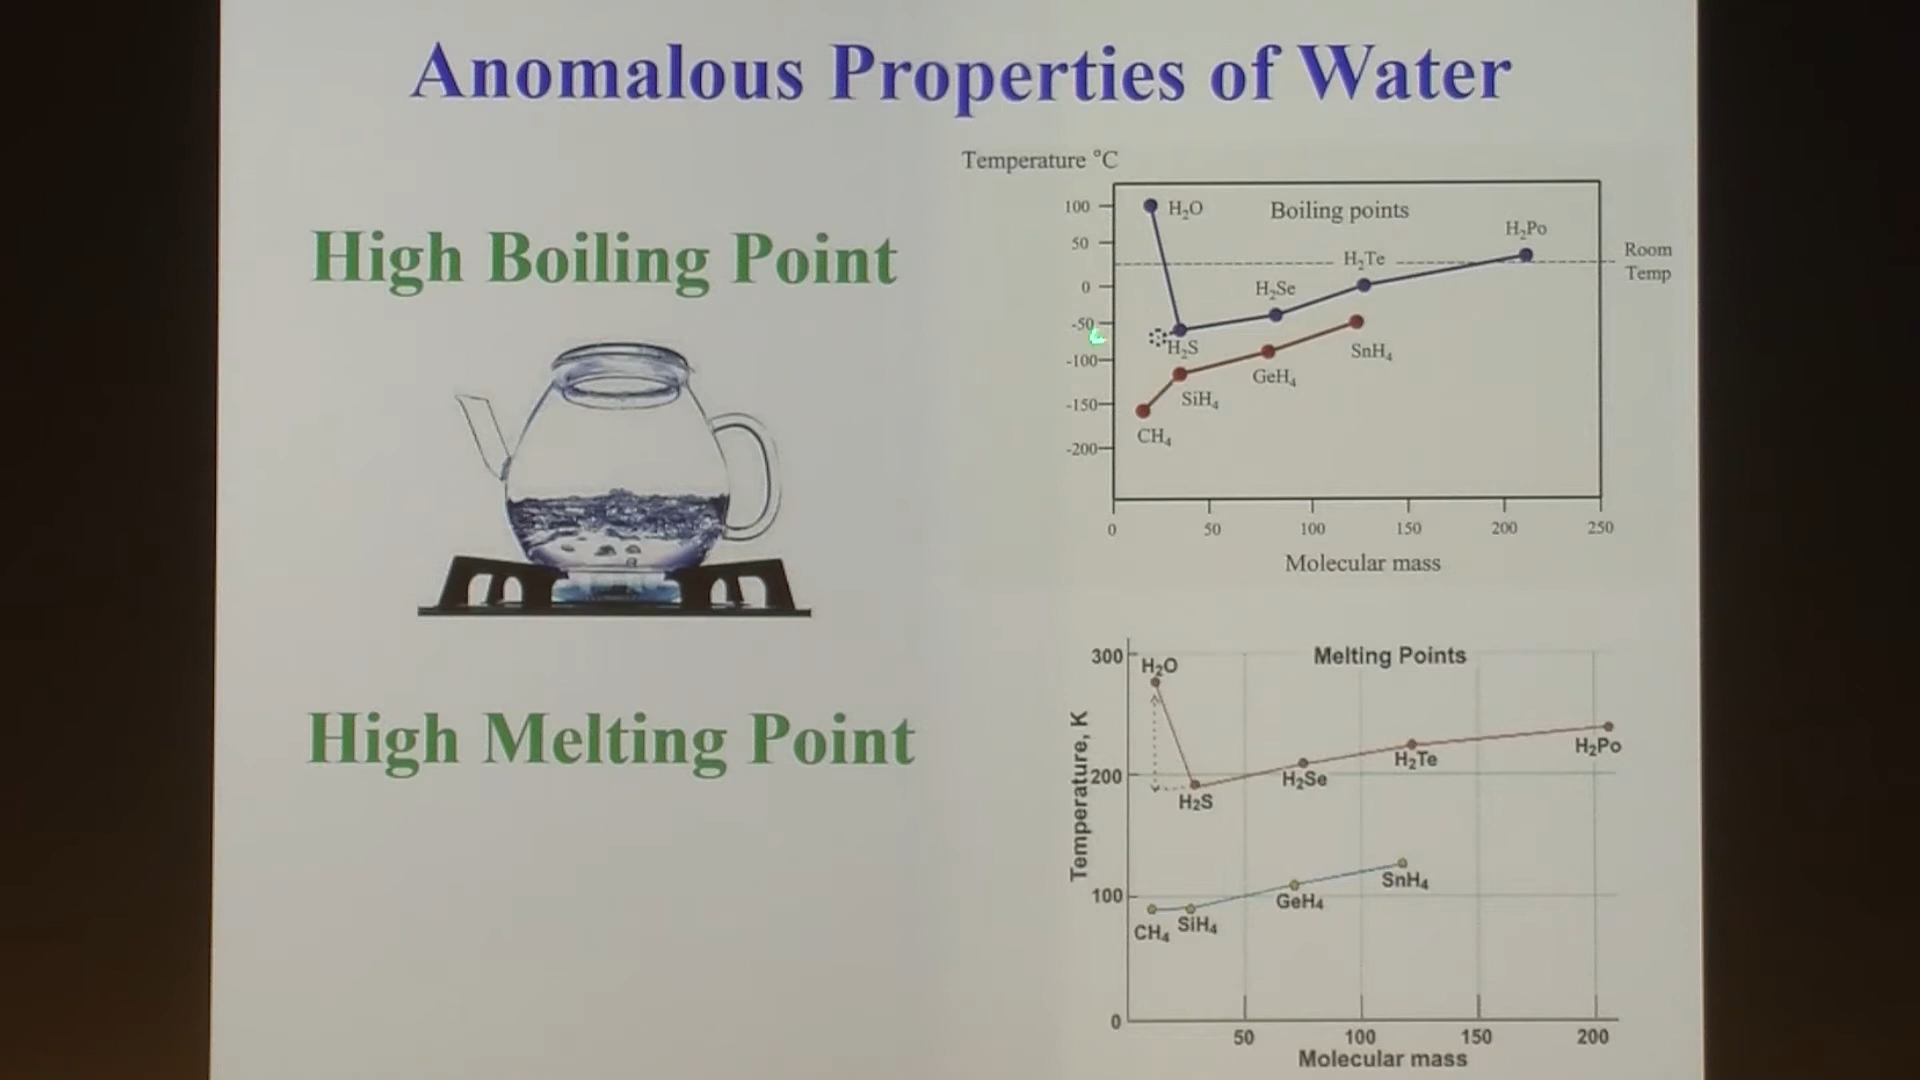 Anomalous Properties of Water
High Boiling Point
High Melting Point
Temperature °C
Boiling points
100
50
0
-50
-100
-150
-200
H₂O
H₂S
H₂Se
H₂Te
H₂Po
Room
Temp
CH₄
SiH₄
GeH₄
SnH₄
0 50 100 150 200 250
Molecular mass
Melting Points
Temperature, K
300
200
100
0
H₂O
H₂S
H₂Se
H₂Te
H₂Po
CH₄
SiH₄
GeH₄
SnH₄
50 100 150 200
Molecular mass